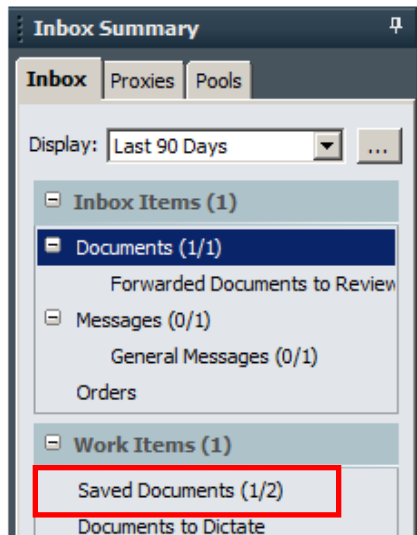 Inbox Summary
Inbox Proxies Pools
Display: Last 90 Days ...
Inbox Items (1)
Documents (1/1)
Forwarded Documents to Review
Messages (0/1)
General Messages (0/1)
Orders
Work Items (1)
Saved Documents (1/2)
Documents to Dictate